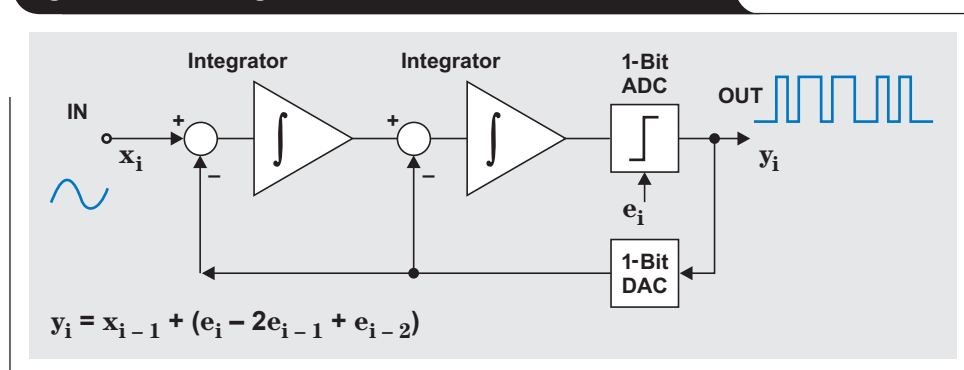 Integrator
Integrator
1-Bit
ADC
OUT
IN
+
+
xi
−
−
yi
ei
1-Bit
DAC
yi = xi – 1 + (ei – 2ei – 1 + ei – 2)